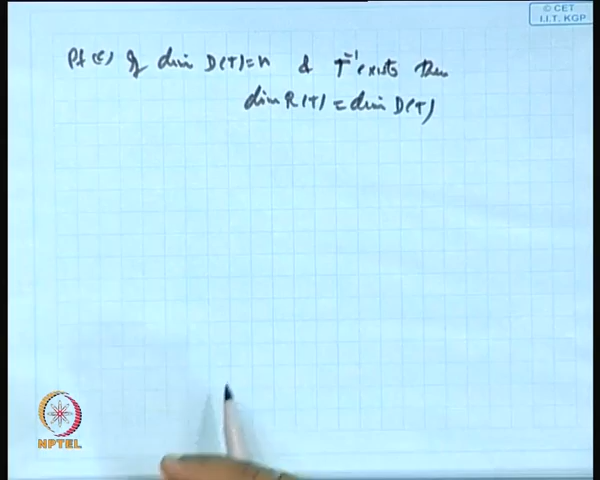 © CET
I.I.T. KGP
Pf (c) If dim D(T)=n & T⁻¹ exists then
dim R(T) = dim D(T)
NPTEL